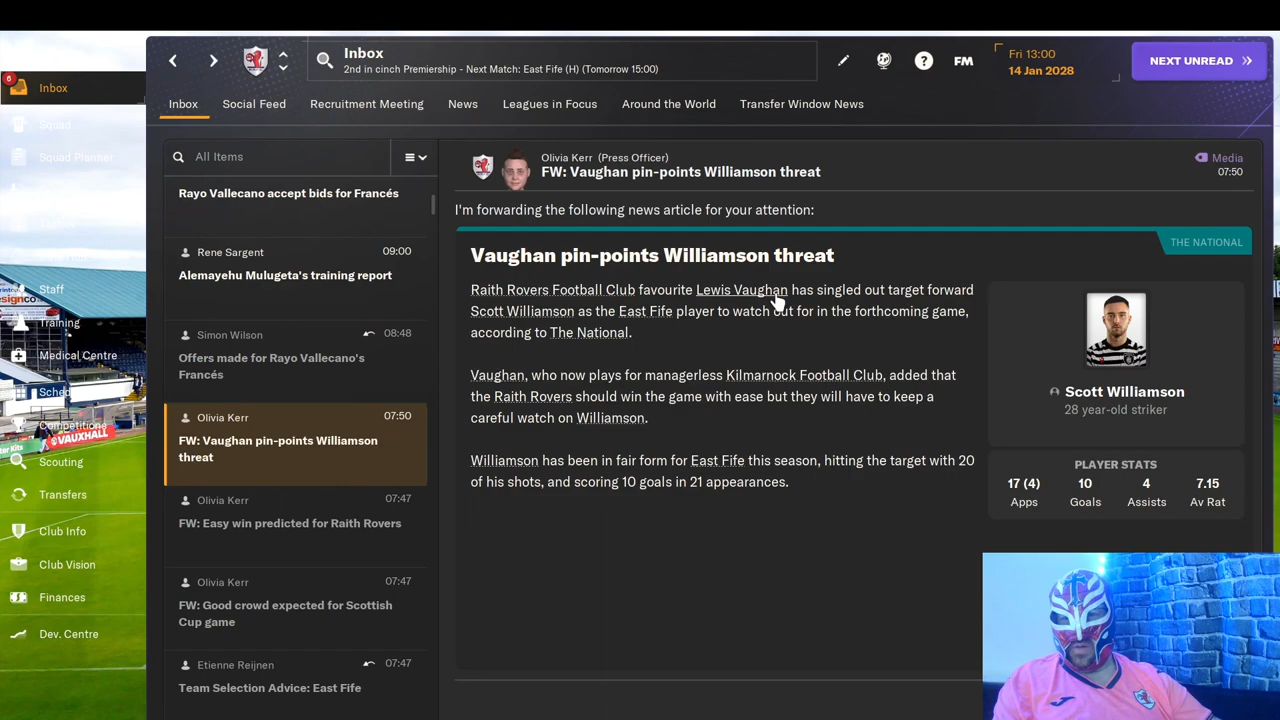 Inbox
2nd in cinch Premiership - Next Match: East Fife (H) (Tomorrow 15:00)
?
FM
Fri 13:00
14 Jan 2028
NEXT UNREAD
6
Inbox
Inbox
Social Feed
Recruitment Meeting
News
Leagues in Focus
Around the World
Transfer Window News
Squad
Squad Planner
Staff
Training
Medical Centre
Competitions
VAUXHALL
Scouting
Transfers
Club Info
Club Vision
Finances
Dev. Centre
All Items
Rayo Vallecano accept bids for Francés
Rene Sargent 09:00
Alemayehu Mulugeta's training report
Simon Wilson 08:48
Offers made for Rayo Vallecano's
Francés
Olivia Kerr 07:50
FW: Vaughan pin-points Williamson
threat
Olivia Kerr 07:47
FW: Easy win predicted for Raith Rovers
Olivia Kerr 07:47
FW: Good crowd expected for Scottish
Cup game
Etienne Reijnen 07:47
Team Selection Advice: East Fife
Olivia Kerr (Press Officer)
FW: Vaughan pin-points Williamson threat
Media
07:50
I'm forwarding the following news article for your attention:
THE NATIONAL
Vaughan pin-points Williamson threat
Raith Rovers Football Club favourite Lewis Vaughan has singled out target forward
Scott Williamson as the East Fife player to watch out for in the forthcoming game,
according to The National.
Vaughan, who now plays for managerless Kilmarnock Football Club, added that
the Raith Rovers should win the game with ease but they will have to keep a
careful watch on Williamson.
Williamson has been in fair form for East Fife this season, hitting the target with 20
of his shots, and scoring 10 goals in 21 appearances.
Scott Williamson
28 year-old striker
PLAYER STATS
17 (4) 10 4 7.15
Apps Goals Assists Av Rat